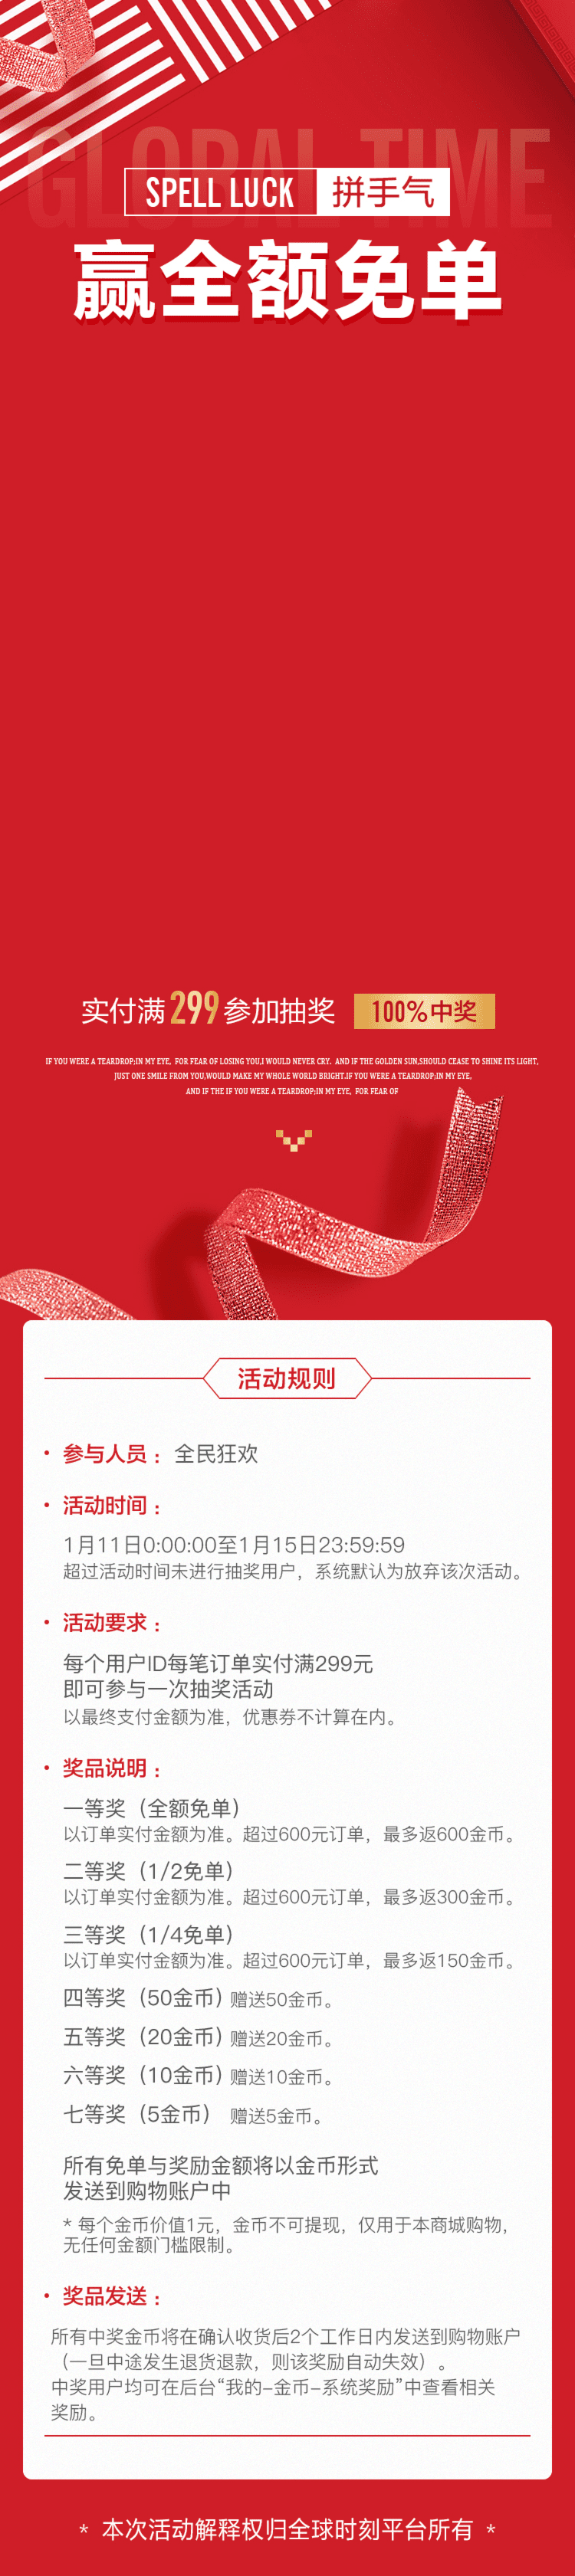 GLOBAL TIME
SPELL LUCK 拼手气
赢全额免单
实付满299参加抽奖 100%中奖
IF YOU WERE A TEARDROP;IN MY EYE, FOR FEAR OF LOSING YOU,I WOULD NEVER CRY. AND IF THE GOLDEN SUN,SHOULD CEASE TO SHINE ITS LIGHT,
JUST ONE SMILE FROM YOU,WOULD MAKE MY WHOLE WORLD BRIGHT.IF YOU WERE A TEARDROP;IN MY EYE,
AND IF THE IF YOU WERE A TEARDROP;IN MY EYE, FOR FEAR OF
活动规则
· 参与人员：全民狂欢
· 活动时间：
1月11日0:00:00至1月15日23:59:59
超过活动时间未进行抽奖用户，系统默认为放弃该次活动。
· 活动要求：
每个用户ID每笔订单实付满299元
即可参与一次抽奖活动
以最终支付金额为准，优惠券不计算在内。
· 奖品说明：
一等奖（全额免单）
以订单实付金额为准。超过600元订单，最多返600金币。
二等奖（1/2免单）
以订单实付金额为准。超过600元订单，最多返300金币。
三等奖（1/4免单）
以订单实付金额为准。超过600元订单，最多返150金币。
四等奖（50金币）赠送50金币。
五等奖（20金币）赠送20金币。
六等奖（10金币）赠送10金币。
七等奖（5金币） 赠送5金币。
所有免单与奖励金额将以金币形式
发送到购物账户中
* 每个金币价值1元，金币不可提现，仅用于本商城购物，
无任何金额门槛限制。
· 奖品发送：
所有中奖金币将在确认收货后2个工作日内发送到购物账户
（一旦中途发生退货退款，则该奖励自动失效）。
中奖用户均可在后台“我的-金币-系统奖励”中查看相关
奖励。
* 本次活动解释权归全球时刻平台所有 *